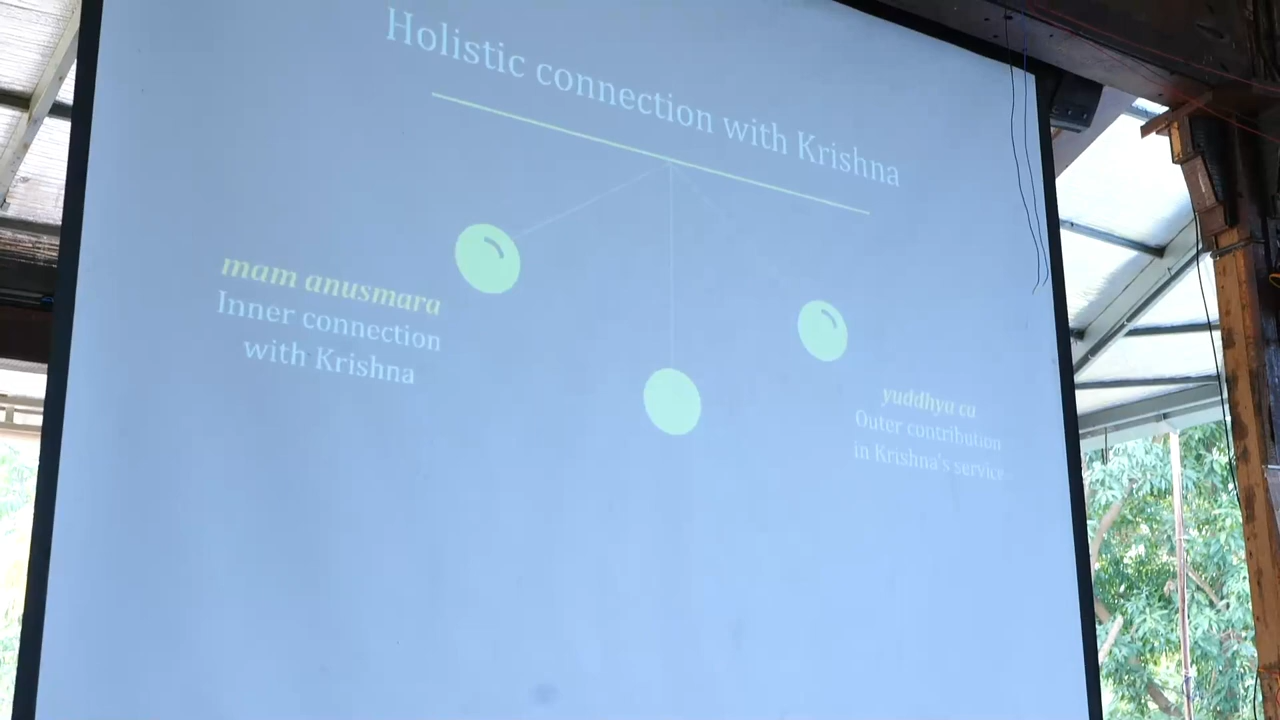 Holistic connection with Krishna
mam anusmara
Inner connection
with Krishna
yuddhya ca
Outer contribution
in Krishna's service